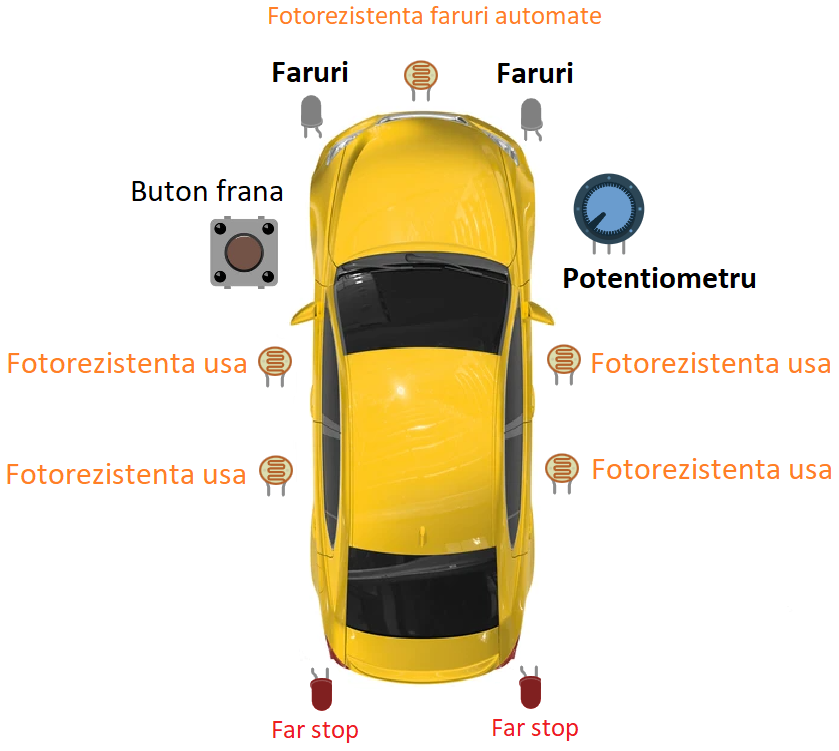 Fotorezistenta faruri automate
Faruri
Faruri
Buton frana
Potentiometru
Fotorezistenta usa
Fotorezistenta usa
Fotorezistenta usa
Fotorezistenta usa
Far stop
Far stop